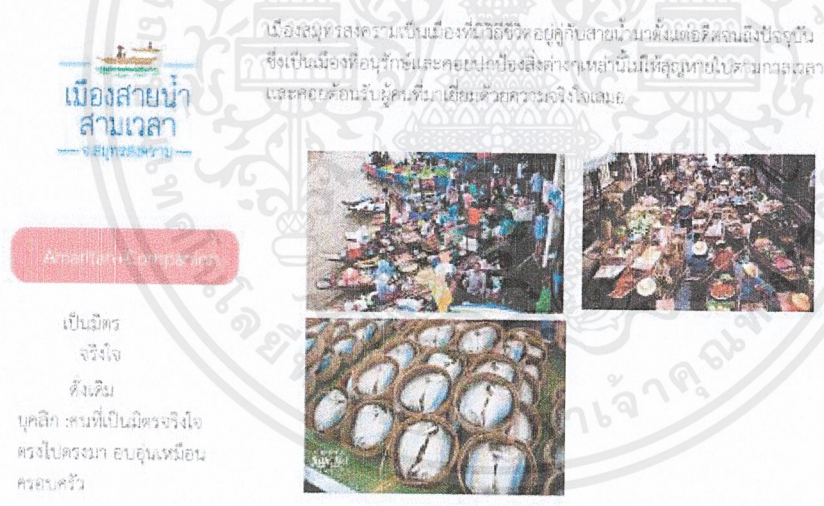 เมืองสมุทรสงครามเป็นเมืองที่มีวิถีชีวิตอยู่คู่กับสายน้ำมาตั้งแต่อดีตจนถึงปัจจุบัน
ซึ่งเป็นเมืองที่อนุรักษ์และคอยปกป้องสิ่งต่างๆเหล่านี้ไม่ให้สูญหายไปตามกาลเวลา
และคอยต้อนรับผู้คนที่มาเยี่ยมด้วยความจริงใจเสมอ
เมืองสายน้ำ
สามเวลา
จ.สมุทรสงคราม
Companion
เป็นมิตร
จริงใจ
ดั้งเดิม
บุคลิก :คนที่เป็นมิตรจริงใจ
ตรงไปตรงมา อบอุ่นเหมือน
ครอบครัว